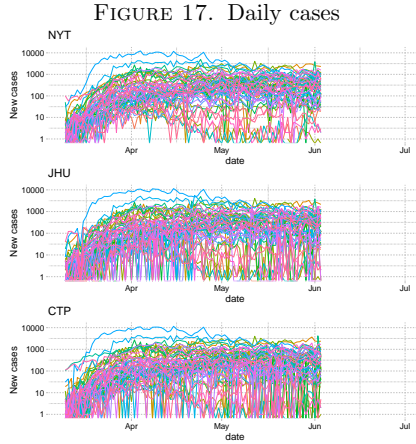 FIGURE 17. Daily cases
NYT
10000
1000
100
10
1
New cases
Apr May Jun Jul
date
JHU
10000
1000
100
10
1
New cases
Apr May Jun Jul
date
CTP
10000
1000
100
10
1
New cases
Apr May Jun Jul
date